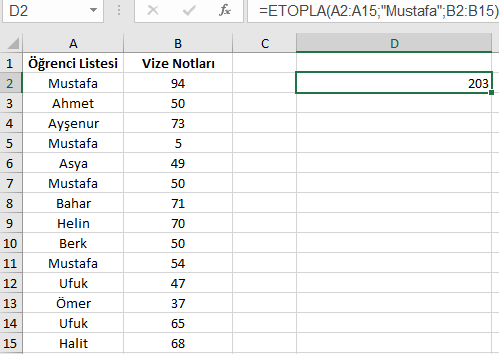 D2 fx =ETOPLA(A2:A15;"Mustafa";B2:B15)
A B C D
1 Öğrenci Listesi Vize Notları
2 Mustafa 94 203
3 Ahmet 50
4 Ayşenur 73
5 Mustafa 5
6 Asya 49
7 Mustafa 50
8 Bahar 71
9 Helin 70
10 Berk 50
11 Mustafa 54
12 Ufuk 47
13 Ömer 37
14 Ufuk 65
15 Halit 68